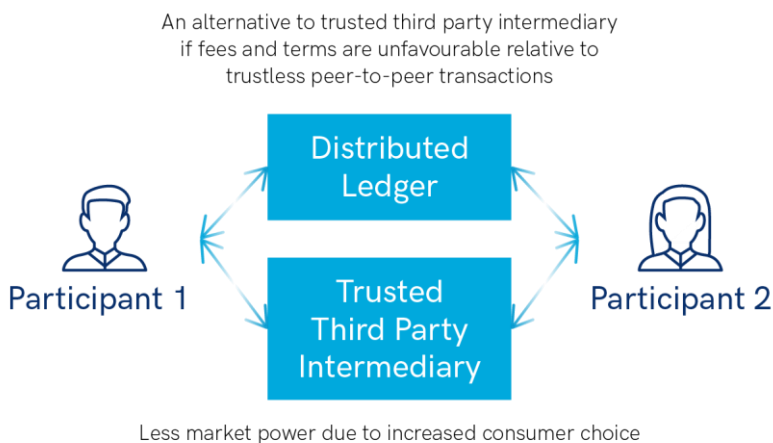 An alternative to trusted third party intermediary
if fees and terms are unfavourable relative to
trustless peer-to-peer transactions
Distributed
Ledger
Participant 1
Participant 2
Trusted
Third Party
Intermediary
Less market power due to increased consumer choice